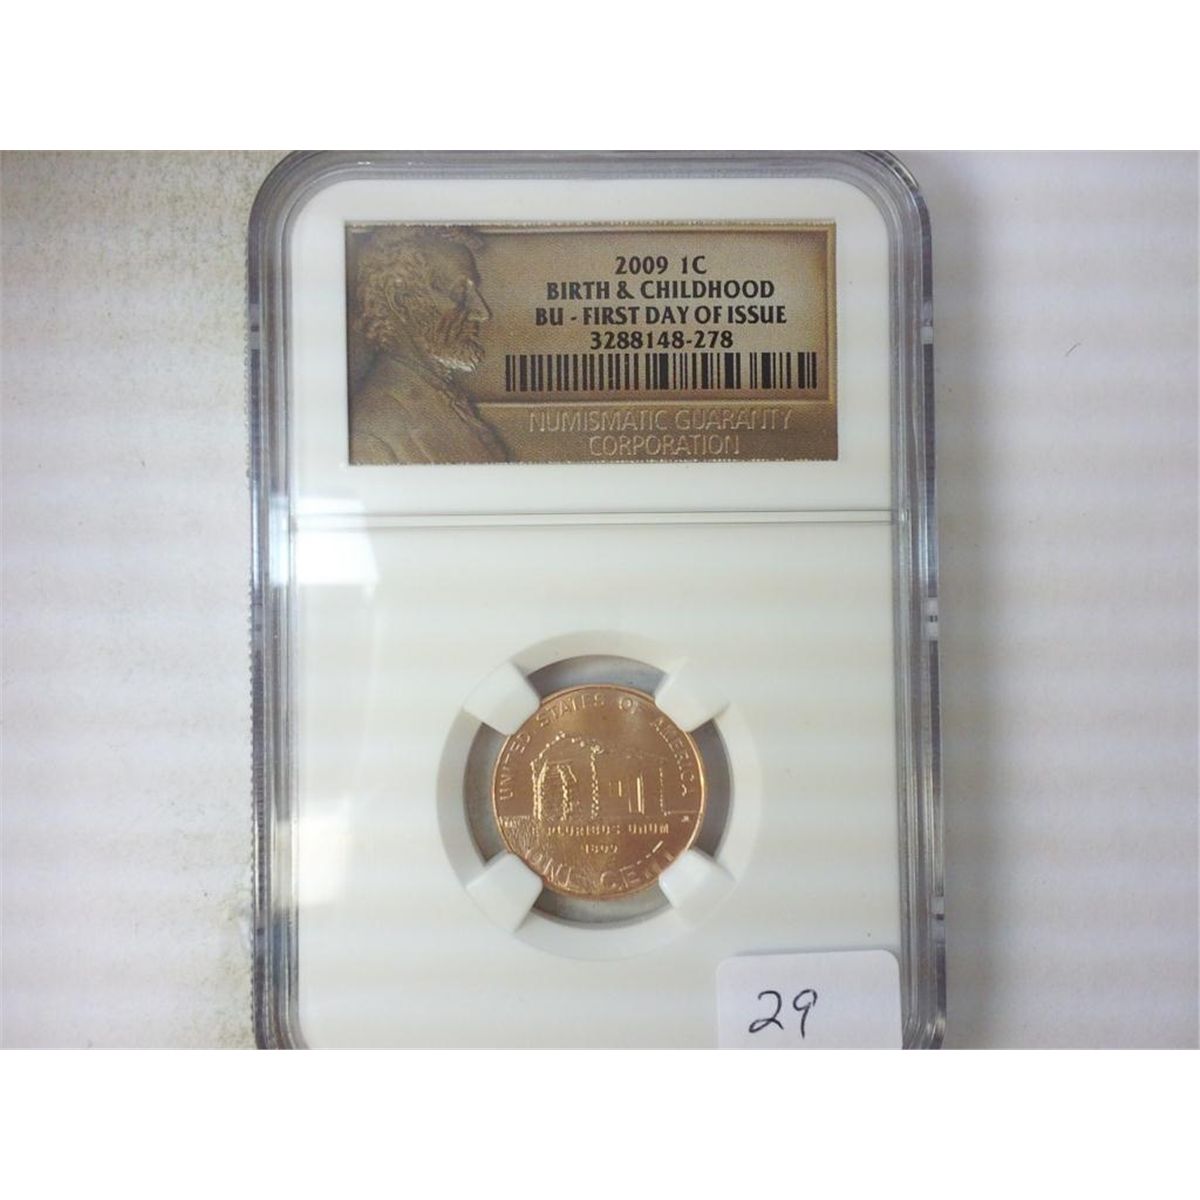 2009 1C
BIRTH & CHILDHOOD
BU - FIRST DAY OF ISSUE
3288148-278
NUMISMATIC GUARANTY
CORPORATION
UNITED STATES OF AMERICA
E PLURIBUS UNUM
1809
ONE CENT
29